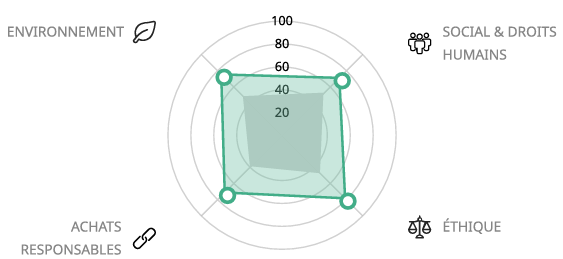 ENVIRONNEMENT
SOCIAL & DROITS
HUMAINS
100
80
60
40
20
ACHATS
RESPONSABLES
ÉTHIQUE